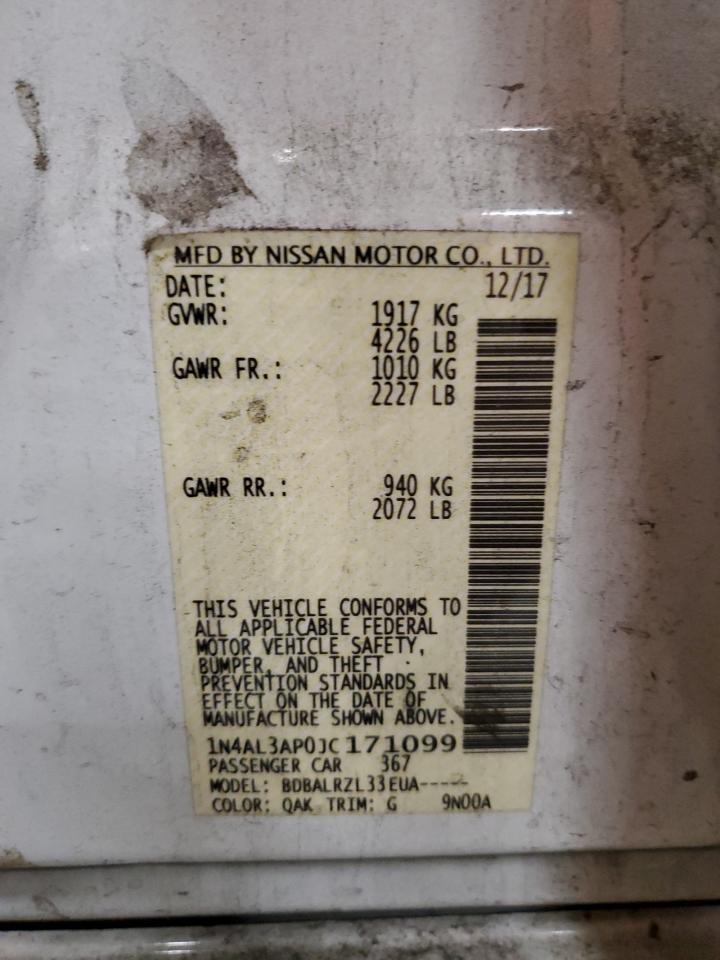 MFD BY NISSAN MOTOR CO., LTD.
DATE: 12/17
GVWR: 1917 KG
4226 LB
GAWR FR.: 1010 KG
2227 LB
GAWR RR.: 940 KG
2072 LB
THIS VEHICLE CONFORMS TO
ALL APPLICABLE FEDERAL
MOTOR VEHICLE SAFETY,
BUMPER, AND THEFT
PREVENTION STANDARDS IN
EFFECT ON THE DATE OF
MANUFACTURE SHOWN ABOVE.
1N4AL3AP0JC171099
PASSENGER CAR 367
MODEL: BDBALRZL33EUA-----
COLOR: QAK TRIM: G 9N00A